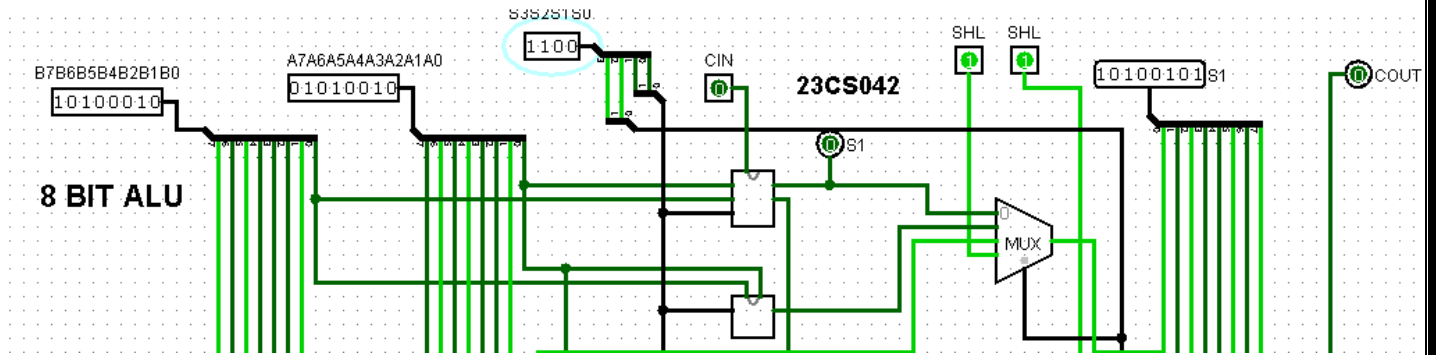 S3S2S1S0
1100
B7B6B5B4B2B1B0
10100010
A7A6A5A4A3A2A1A0
01010010
CIN
0
23CS042
SHL
1
SHL
1
10100101
S1
0
COUT
0
S1
8 BIT ALU
0
MUX